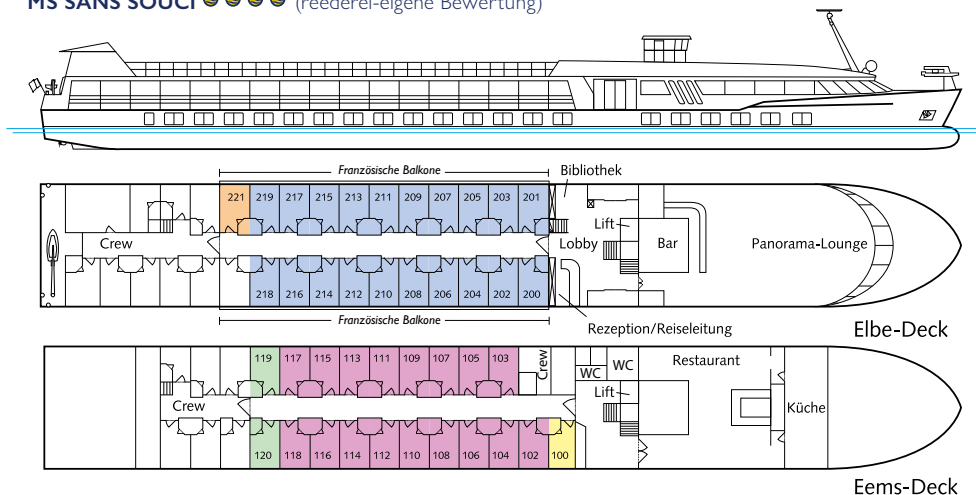 MS SANS SOUCI (reederei-eigene Bewertung)
Französische Balkone
Bibliothek
221 219 217 215 213 211 209 207 205 203 201
Lift
Crew Lobby Bar Panorama-Lounge
218 216 214 212 210 208 206 204 202 200
Französische Balkone
Rezeption/Reiseleitung
Elbe-Deck
119 117 115 113 111 109 107 105 103 Crew WC WC Restaurant
Lift
Crew Küche
120 118 116 114 112 110 108 106 104 102 100
Eems-Deck